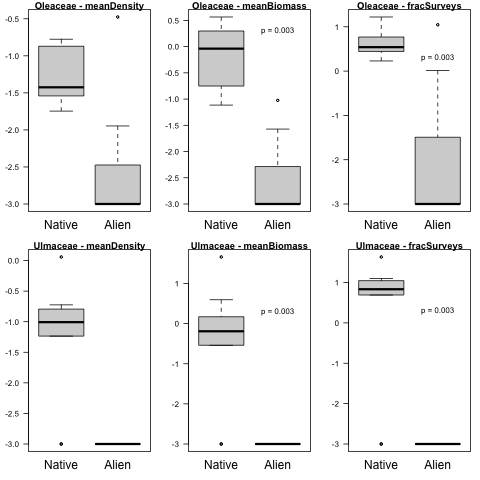 Oleaceae - meanDensity
-0.5
-1.0
-1.5
-2.0
-2.5
-3.0
Native Alien
Oleaceae - meanBiomass
0.5
0.0
-0.5
-1.0
-1.5
-2.0
-2.5
-3.0
p = 0.003
Native Alien
Oleaceae - fracSurveys
1
0
-1
-2
-3
p = 0.003
Native Alien
Ulmaceae - meanDensity
0.0
-0.5
-1.0
-1.5
-2.0
-2.5
-3.0
Native Alien
Ulmaceae - meanBiomass
1
0
-1
-2
-3
p = 0.003
Native Alien
Ulmaceae - fracSurveys
1
0
-1
-2
-3
p = 0.003
Native Alien